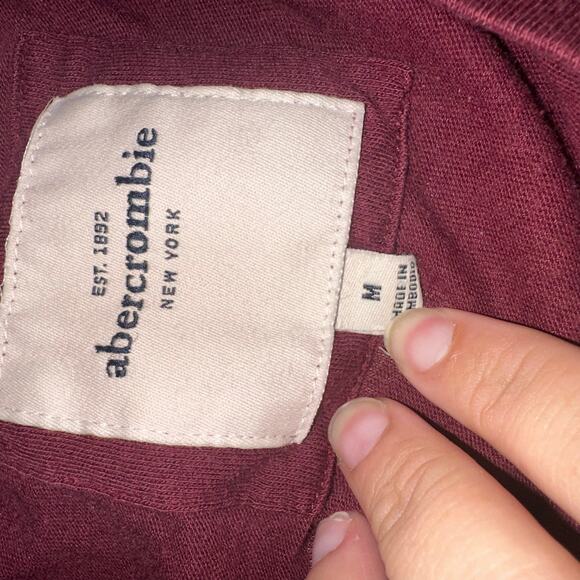 EST. 1892
abercrombie
NEW YORK
M
MADE IN